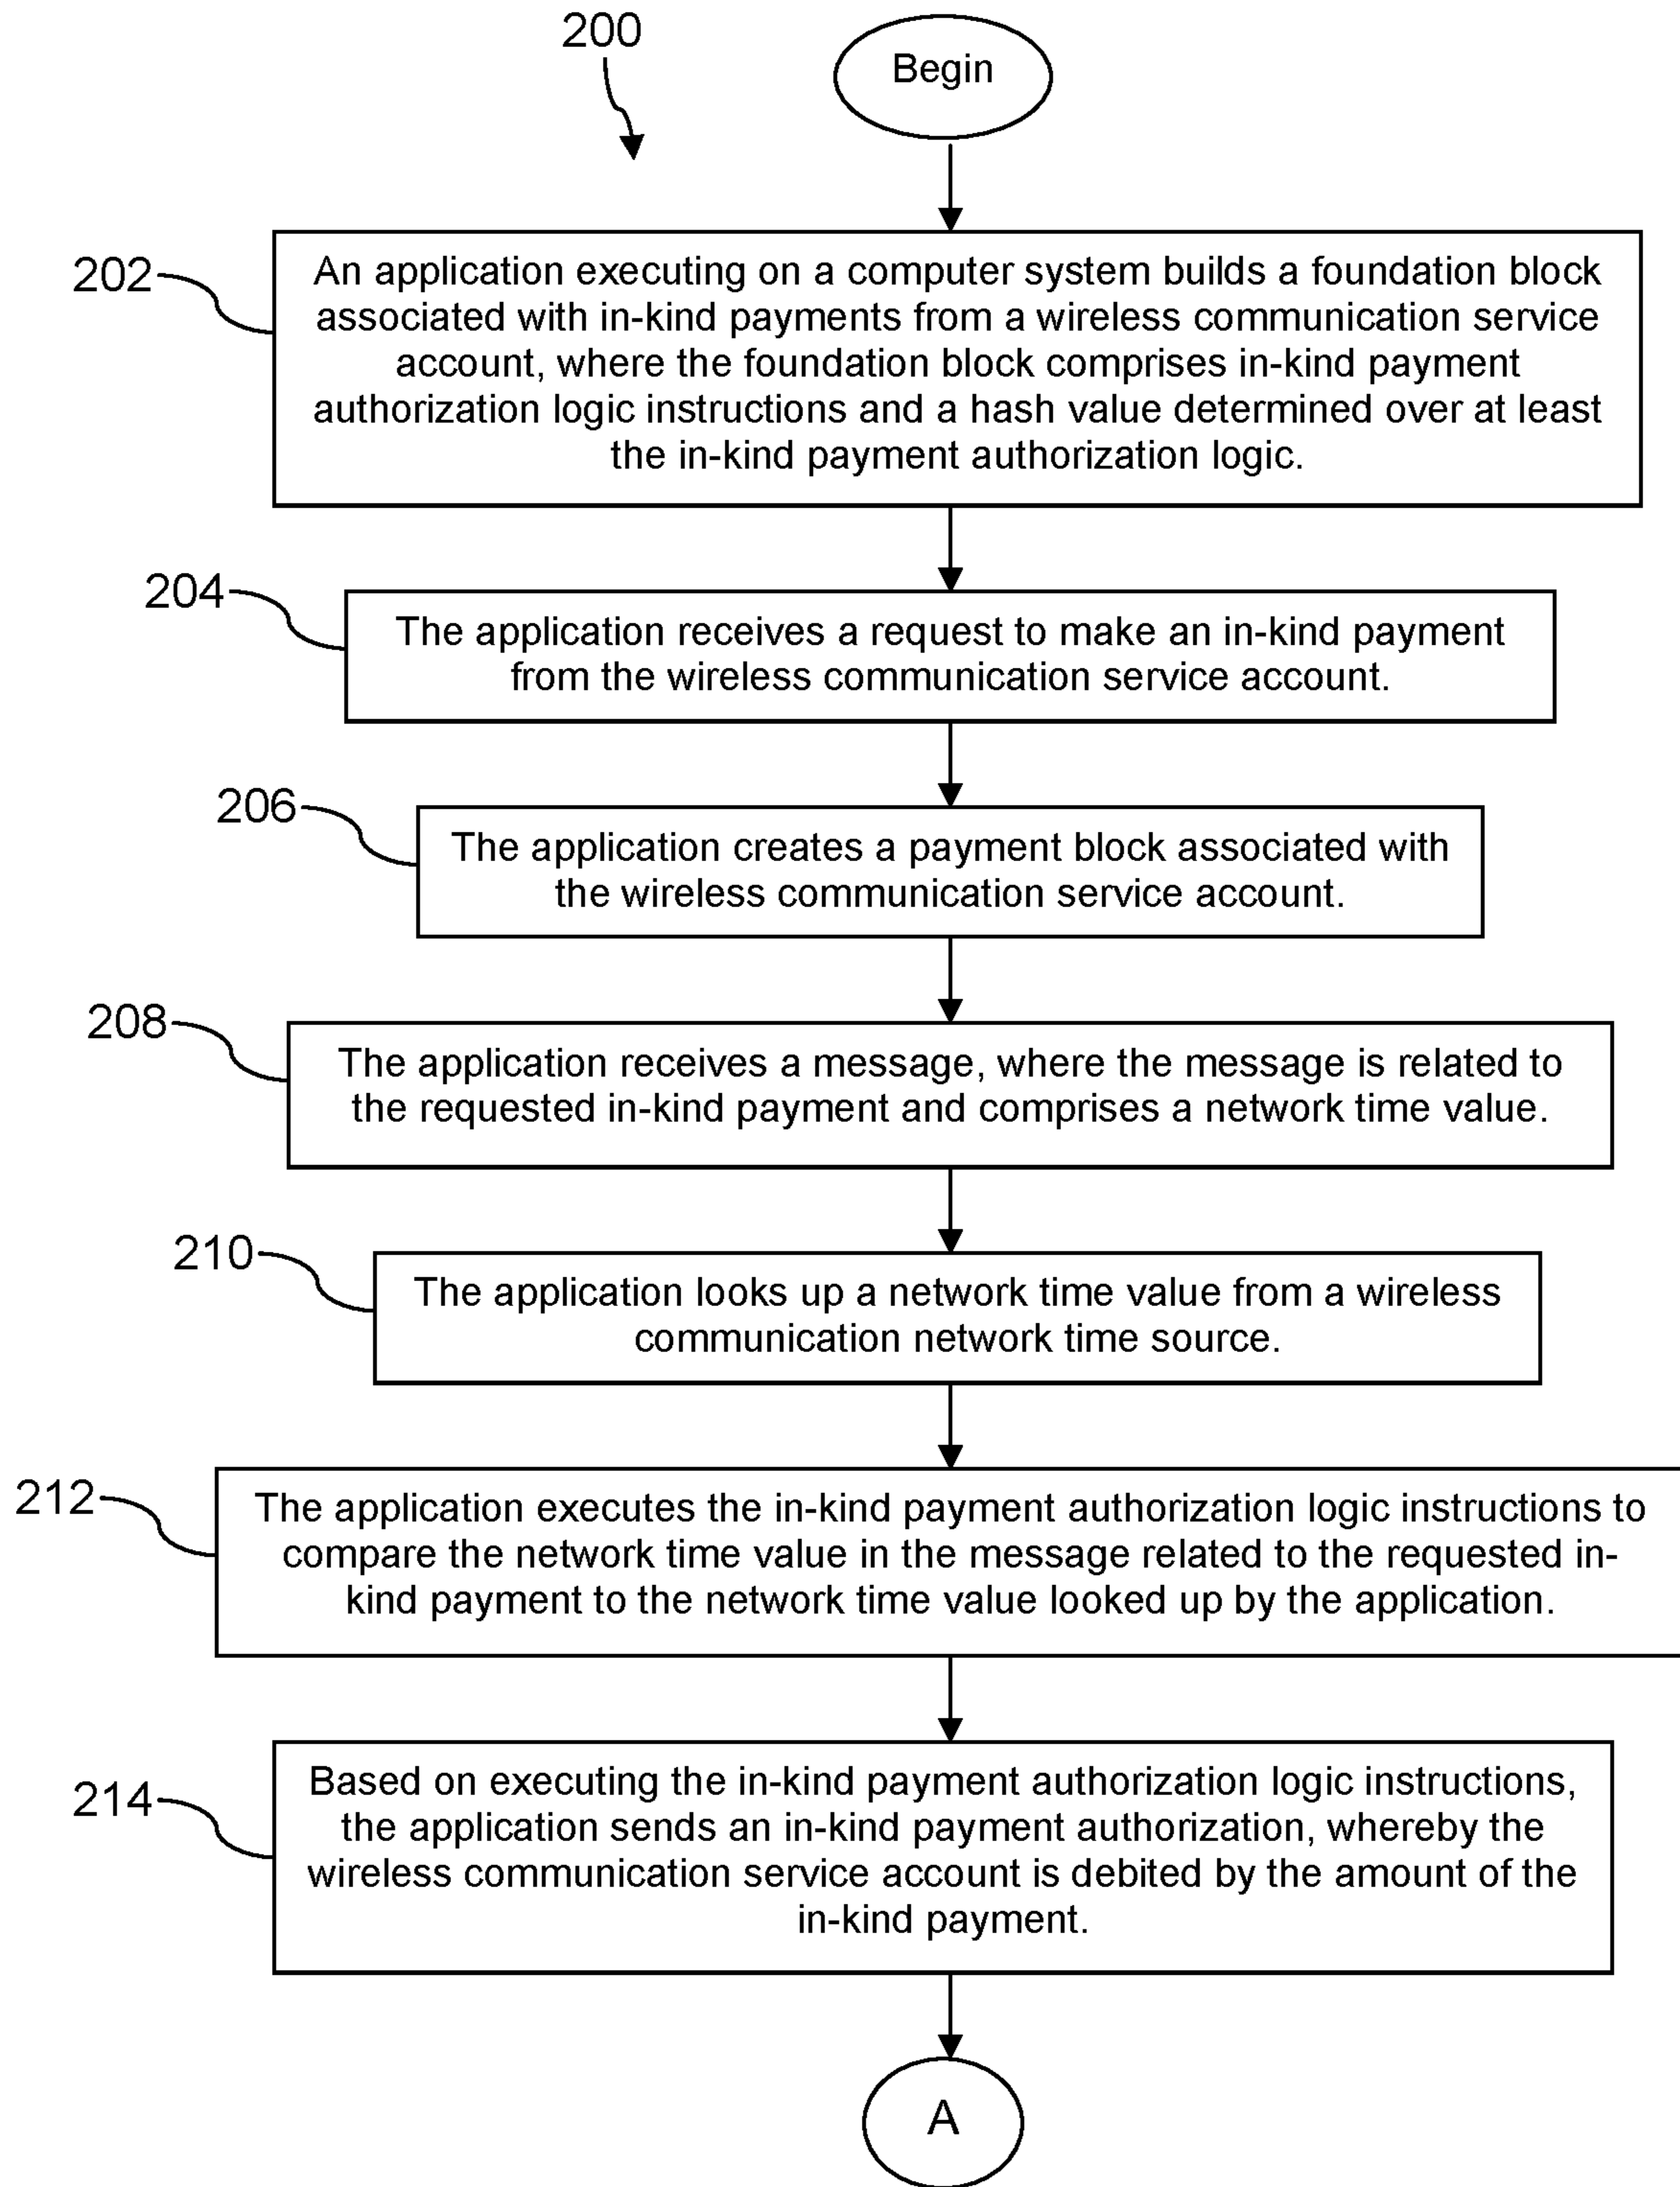 200
Begin
202
An application executing on a computer system builds a foundation block
associated with in-kind payments from a wireless communication service
account, where the foundation block comprises in-kind payment
authorization logic instructions and a hash value determined over at least
the in-kind payment authorization logic.
204
The application receives a request to make an in-kind payment
from the wireless communication service account.
206
The application creates a payment block associated with
the wireless communication service account.
208
The application receives a message, where the message is related to
the requested in-kind payment and comprises a network time value.
210
The application looks up a network time value from a wireless
communication network time source.
212
The application executes the in-kind payment authorization logic instructions to
compare the network time value in the message related to the requested in-
kind payment to the network time value looked up by the application.
214
Based on executing the in-kind payment authorization logic instructions,
the application sends an in-kind payment authorization, whereby the
wireless communication service account is debited by the amount of the
in-kind payment.
A